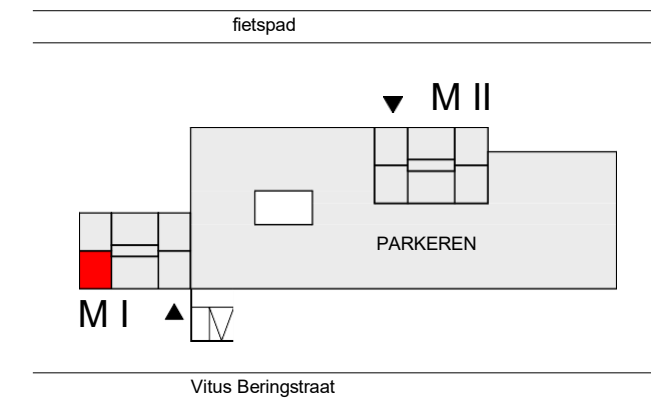 fietspad
M II
PARKEREN
M I
Vitus Beringstraat